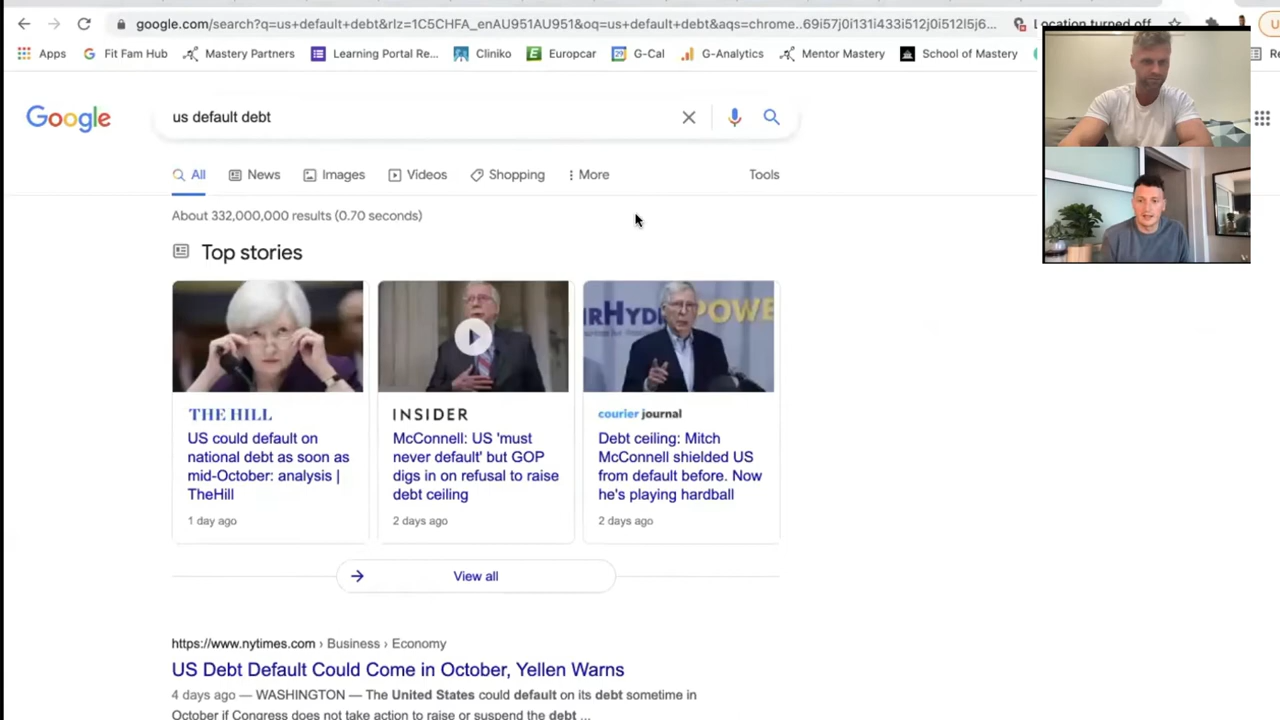 google.com/search?q=us+default+debt&rlz=1C5CHFA_enAU951AU951&oq=us+default+debt&aqs=chrome..69i57j0i131i433i512j0i512l5j6...
Location turned off
Apps
Fit Fam Hub
Mastery Partners
Learning Portal Re...
Cliniko
Europcar
G-Cal
G-Analytics
Mentor Mastery
School of Mastery
Google
us default debt
All
News
Images
Videos
Shopping
More
Tools
About 332,000,000 results (0.70 seconds)
Top stories
RHYD
POWE
THE HILL
US could default on
national debt as soon as
mid-October: analysis |
TheHill
1 day ago
INSIDER
McConnell: US 'must
never default' but GOP
digs in on refusal to raise
debt ceiling
2 days ago
courier journal
Debt ceiling: Mitch
McConnell shielded US
from default before. Now
he's playing hardball
2 days ago
View all
https://www.nytimes.com › Business › Economy
US Debt Default Could Come in October, Yellen Warns
4 days ago — WASHINGTON — The United States could default on its debt sometime in
October if Congress does not take action to raise or suspend the debt ...